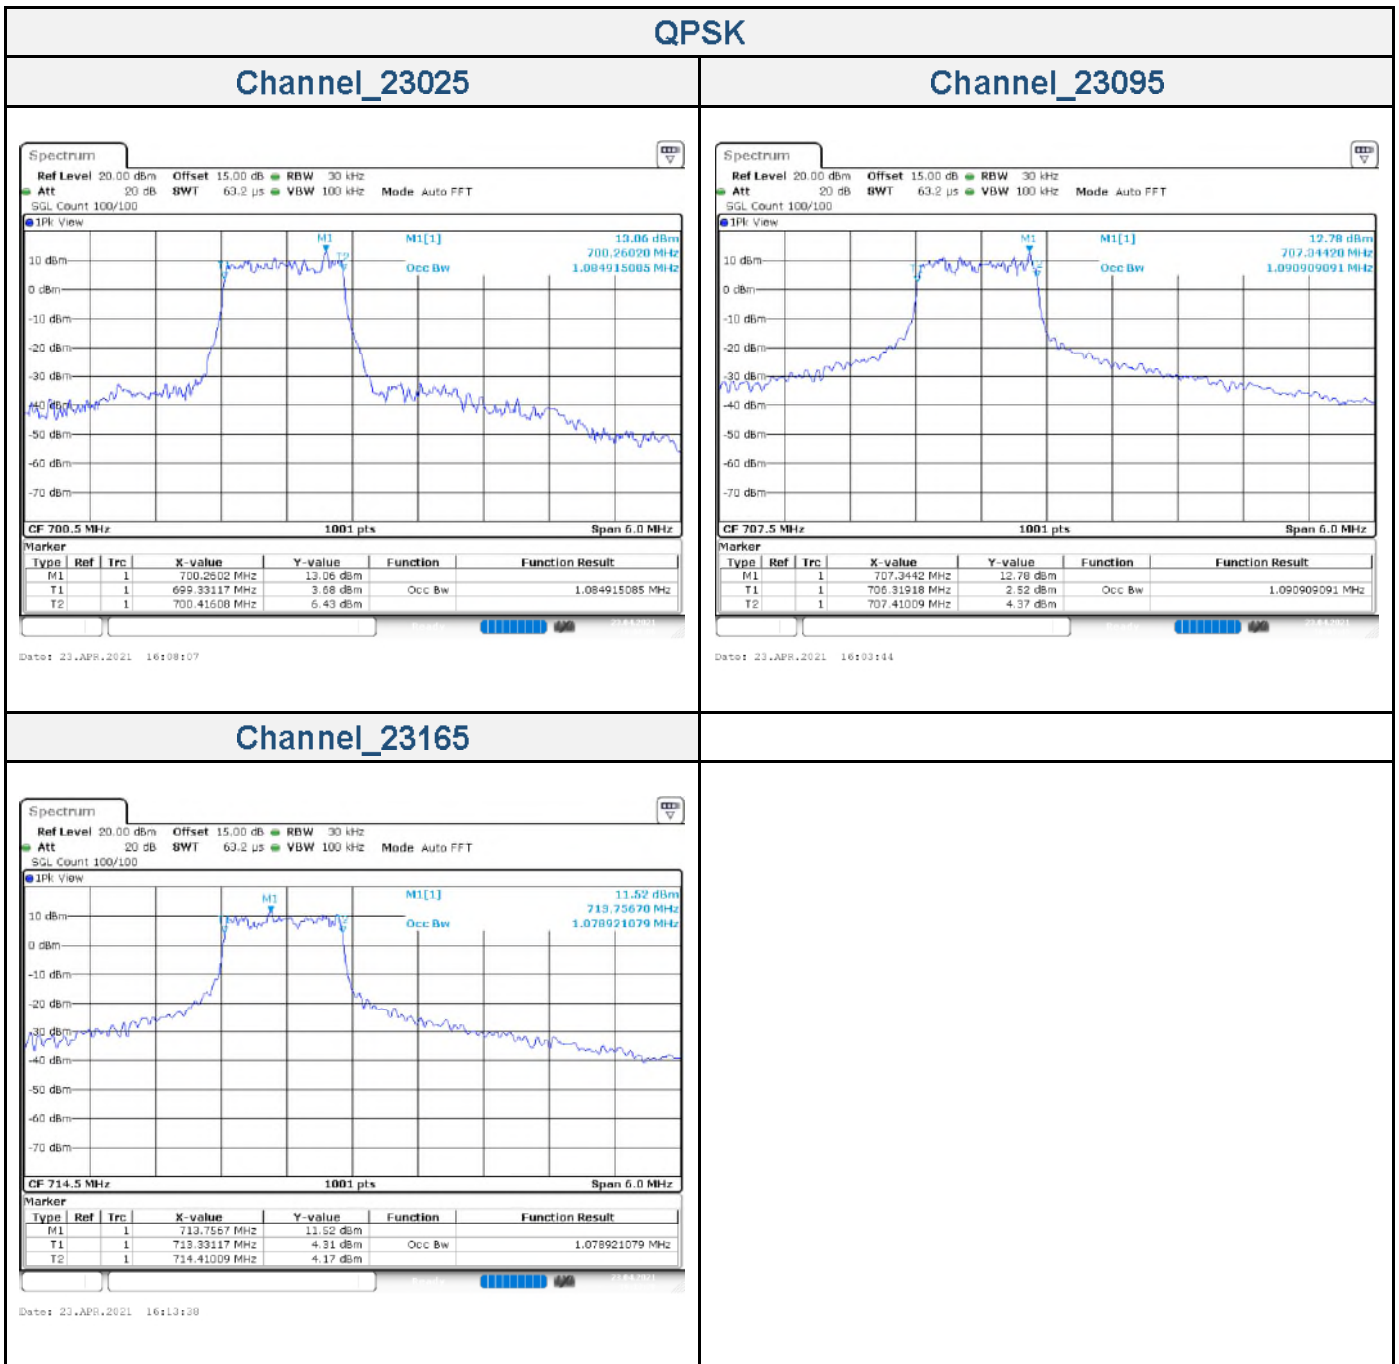 QPSK
Channel_23025
Channel_23095
Spectrum
Ref Level 20.00 dBm Offset 15.00 dB RBW 30 kHz
Att 20 dB SWT 63.2 µs VBW 100 kHz Mode Auto FFT
SGL Count 100/100
1Pk View
M1[1] 13.06 dBm
700.26020 MHz
Occ Bw 1.084915085 MHz
M1
T1
T2
10 dBm
0 dBm
-10 dBm
-20 dBm
-30 dBm
-40 dBm
-50 dBm
-60 dBm
-70 dBm
CF 700.5 MHz 1001 pts Span 6.0 MHz
Marker
Type Ref Trc X-value Y-value Function Function Result
M1 1 700.2602 MHz 13.06 dBm
T1 1 699.33117 MHz 3.68 dBm Occ Bw 1.084915085 MHz
T2 1 700.41608 MHz 6.43 dBm
Date: 23.APR.2021 16:08:07
Spectrum
Ref Level 20.00 dBm Offset 15.00 dB RBW 30 kHz
Att 20 dB SWT 63.2 µs VBW 100 kHz Mode Auto FFT
SGL Count 100/100
1Pk View
M1[1] 12.78 dBm
707.34420 MHz
Occ Bw 1.090909091 MHz
M1
10 dBm
0 dBm
-10 dBm
-20 dBm
-30 dBm
-40 dBm
-50 dBm
-60 dBm
-70 dBm
CF 707.5 MHz 1001 pts Span 6.0 MHz
Marker
Type Ref Trc X-value Y-value Function Function Result
M1 1 707.3442 MHz 12.78 dBm
T1 1 706.31918 MHz 2.52 dBm Occ Bw 1.090909091 MHz
T2 1 707.41009 MHz 4.37 dBm
23.04.2021
Date: 23.APR.2021 16:03:44
Channel_23165
Spectrum
Ref Level 20.00 dBm Offset 15.00 dB RBW 30 kHz
Att 20 dB SWT 63.2 µs VBW 100 kHz Mode Auto FFT
SGL Count 100/100
1Pk View
M1[1] 11.52 dBm
713.75670 MHz
Occ Bw 1.078921079 MHz
M1
10 dBm
0 dBm
-10 dBm
-20 dBm
-30 dBm
-40 dBm
-50 dBm
-60 dBm
-70 dBm
CF 714.5 MHz 1001 pts Span 6.0 MHz
Marker
Type Ref Trc X-value Y-value Function Function Result
M1 1 713.7567 MHz 11.52 dBm
T1 1 713.33117 MHz 4.31 dBm Occ Bw 1.078921079 MHz
T2 1 714.41009 MHz 4.17 dBm
Date: 23.APR.2021 16:13:38